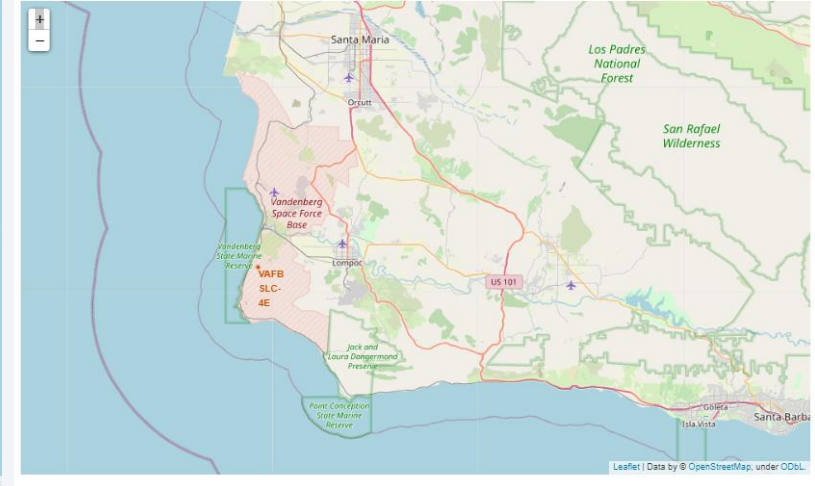 +
−
Santa Maria
Orcutt
Los Padres
National
Forest
San Rafael
Wilderness
Vandenberg
Space Force
Base
Vandenberg
State Marine
Reserve
VAFB
SLC-
4E
Lompoc
US 101
Jack and
Laura Dangermond
Preserve
Point Conception
State Marine
Reserve
Goleta
Isla Vista
Santa Barba
Leaflet | Data by © OpenStreetMap, under ODbL.